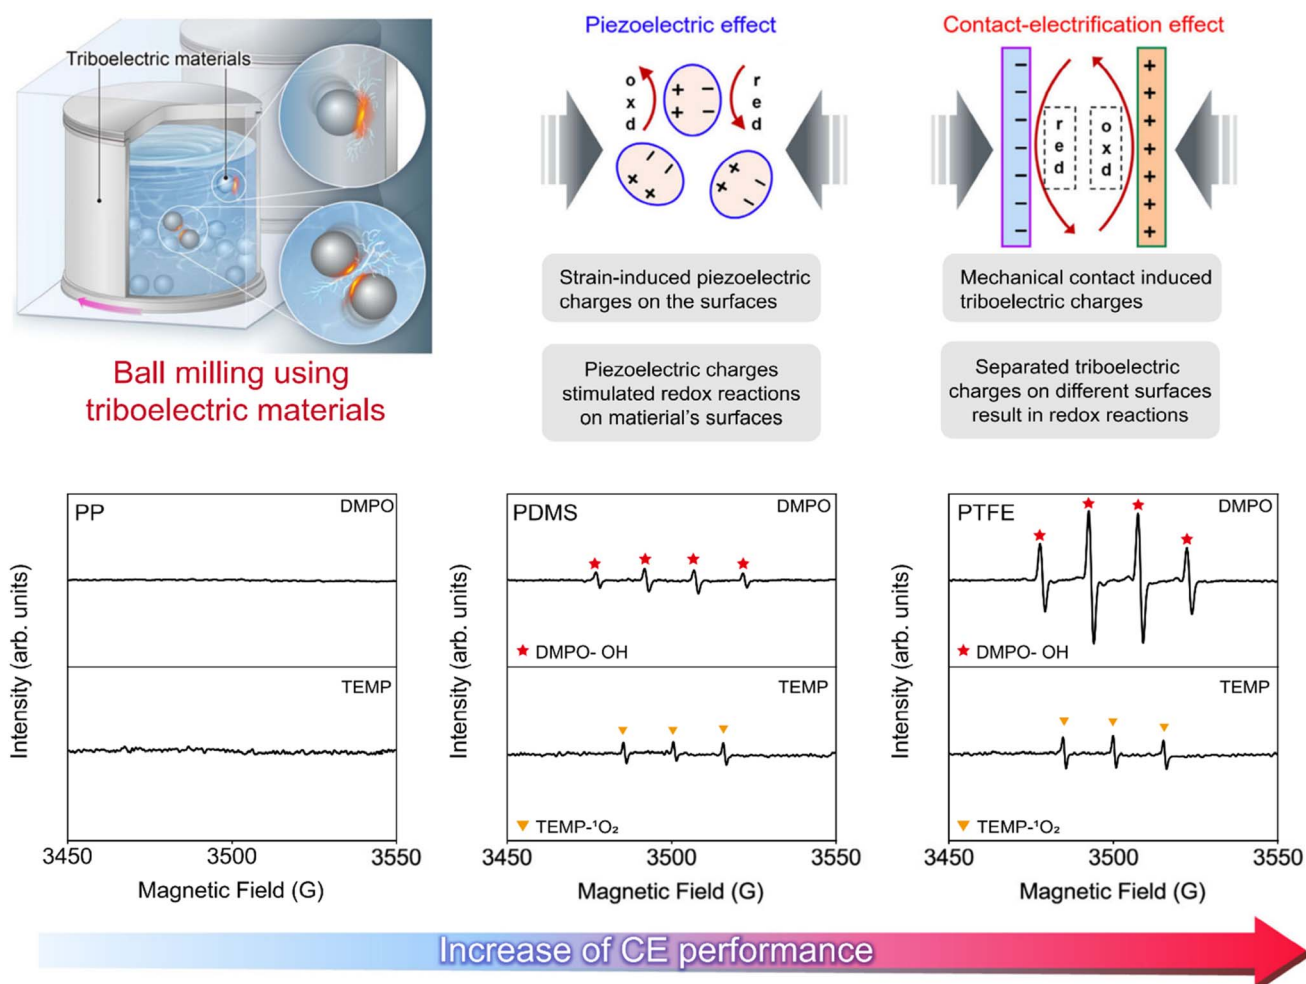 Triboelectric materials
Ball milling using
triboelectric materials
Piezoelectric effect
oxd
red
+ −
+ −
−
−
+
+
+
+
−
−
Strain-induced piezoelectric
charges on the surfaces
Piezoelectric charges
stimulated redox reactions
on matierial's surfaces
Contact-electrification effect
−
−
−
−
−
−
−
red
oxd
+
+
+
+
+
+
+
Mechanical contact induced
triboelectric charges
Separated triboelectric
charges on different surfaces
result in redox reactions
PP
DMPO
TEMP
Intensity (arb. units)
3450 3500 3550
Magnetic Field (G)
PDMS
DMPO
★ DMPO- OH
TEMP
▼ TEMP-¹O₂
Intensity (arb. units)
3450 3500 3550
Magnetic Field (G)
PTFE
DMPO
★ DMPO- OH
TEMP
▼ TEMP-¹O₂
Intensity (arb. units)
3450 3500 3550
Magnetic Field (G)
Increase of CE performance